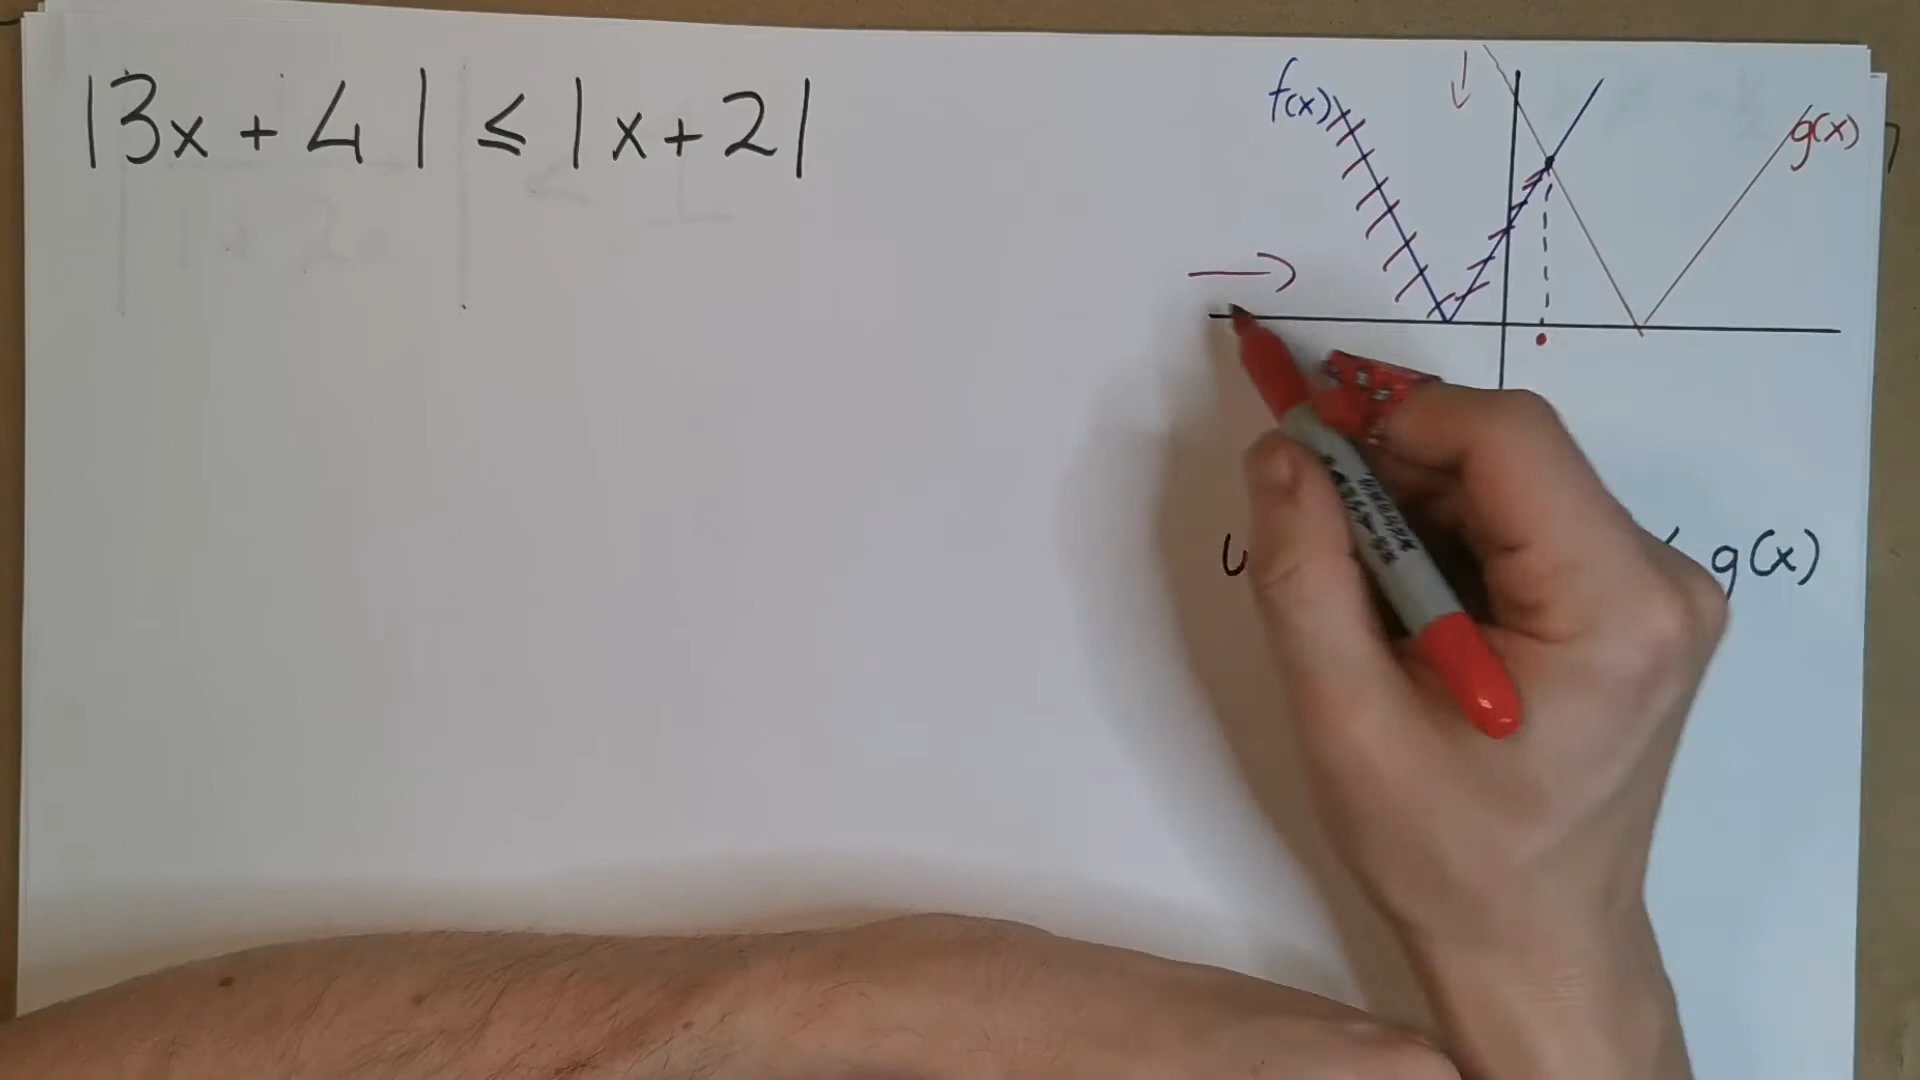 |3x + 4| ≤ |x + 2|
f(x)
g(x)
g(x)